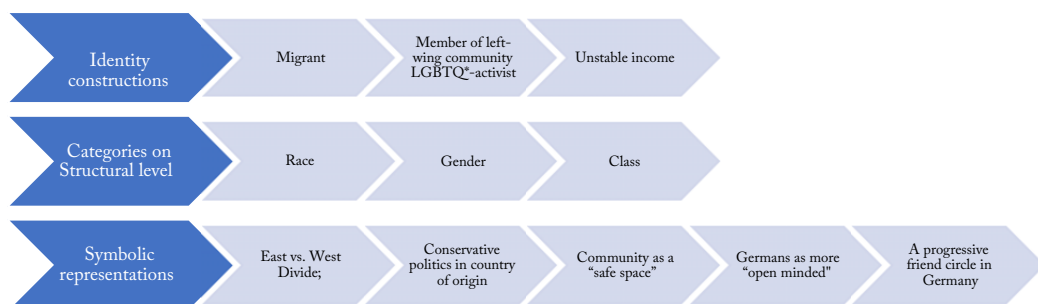 Identity
constructions
Migrant
Member of left-
wing community
LGBTQ*-activist
Unstable income
Categories on
Structural level
Race
Gender
Class
Symbolic
representations
East vs. West
Divide;
Conservative
politics in country
of origin
Community as a
“safe space”
Germans as more
“open minded"
A progressive
friend circle in
Germany